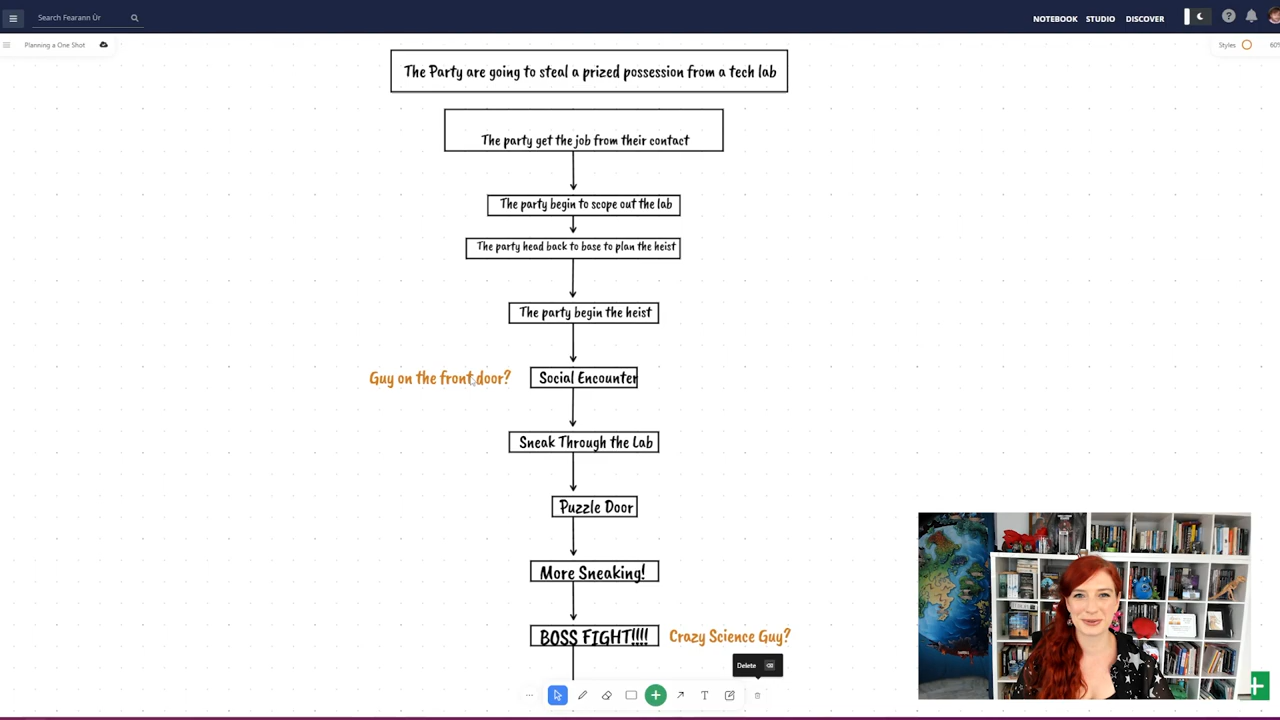 Search Fearann Ùr
NOTEBOOK STUDIO DISCOVER
Planning a One Shot
Styles
60%
The Party are going to steal a prized possession from a tech lab
The party get the job from their contact
The party begin to scope out the lab
The party head back to base to plan the heist
The party begin the heist
Guy on the front door?
Social Encounter
Sneak Through the Lab
Puzzle Door
More Sneaking!
BOSS FIGHT!!!!
Crazy Science Guy?
Delete